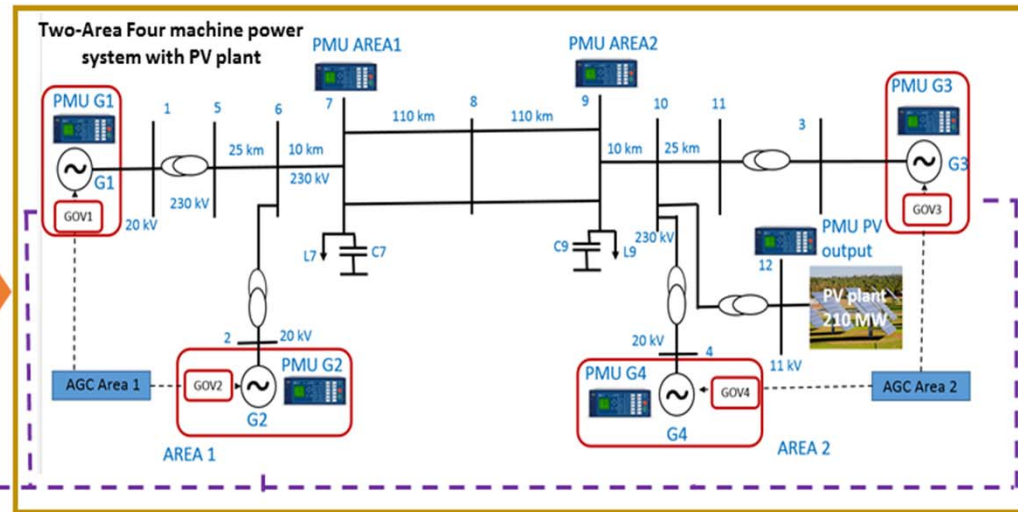 Two-Area Four machine power
system with PV plant
PMU AREA1
PMU AREA2
PMU G1
1
5
6
7
8
9
10
11
3
PMU G3
110 km
110 km
25 km
10 km
10 km
25 km
G1
230 kV
G3
GOV1
230 kV
20 kV
GOV3
L7
C7
C9
L9
230 kV
PMU PV
output
12
PV plant
210 MW
2
20 kV
20 kV
4
11 kV
AGC Area 1
GOV2
PMU G2
PMU G4
GOV4
AGC Area 2
G2
G4
AREA 1
AREA 2